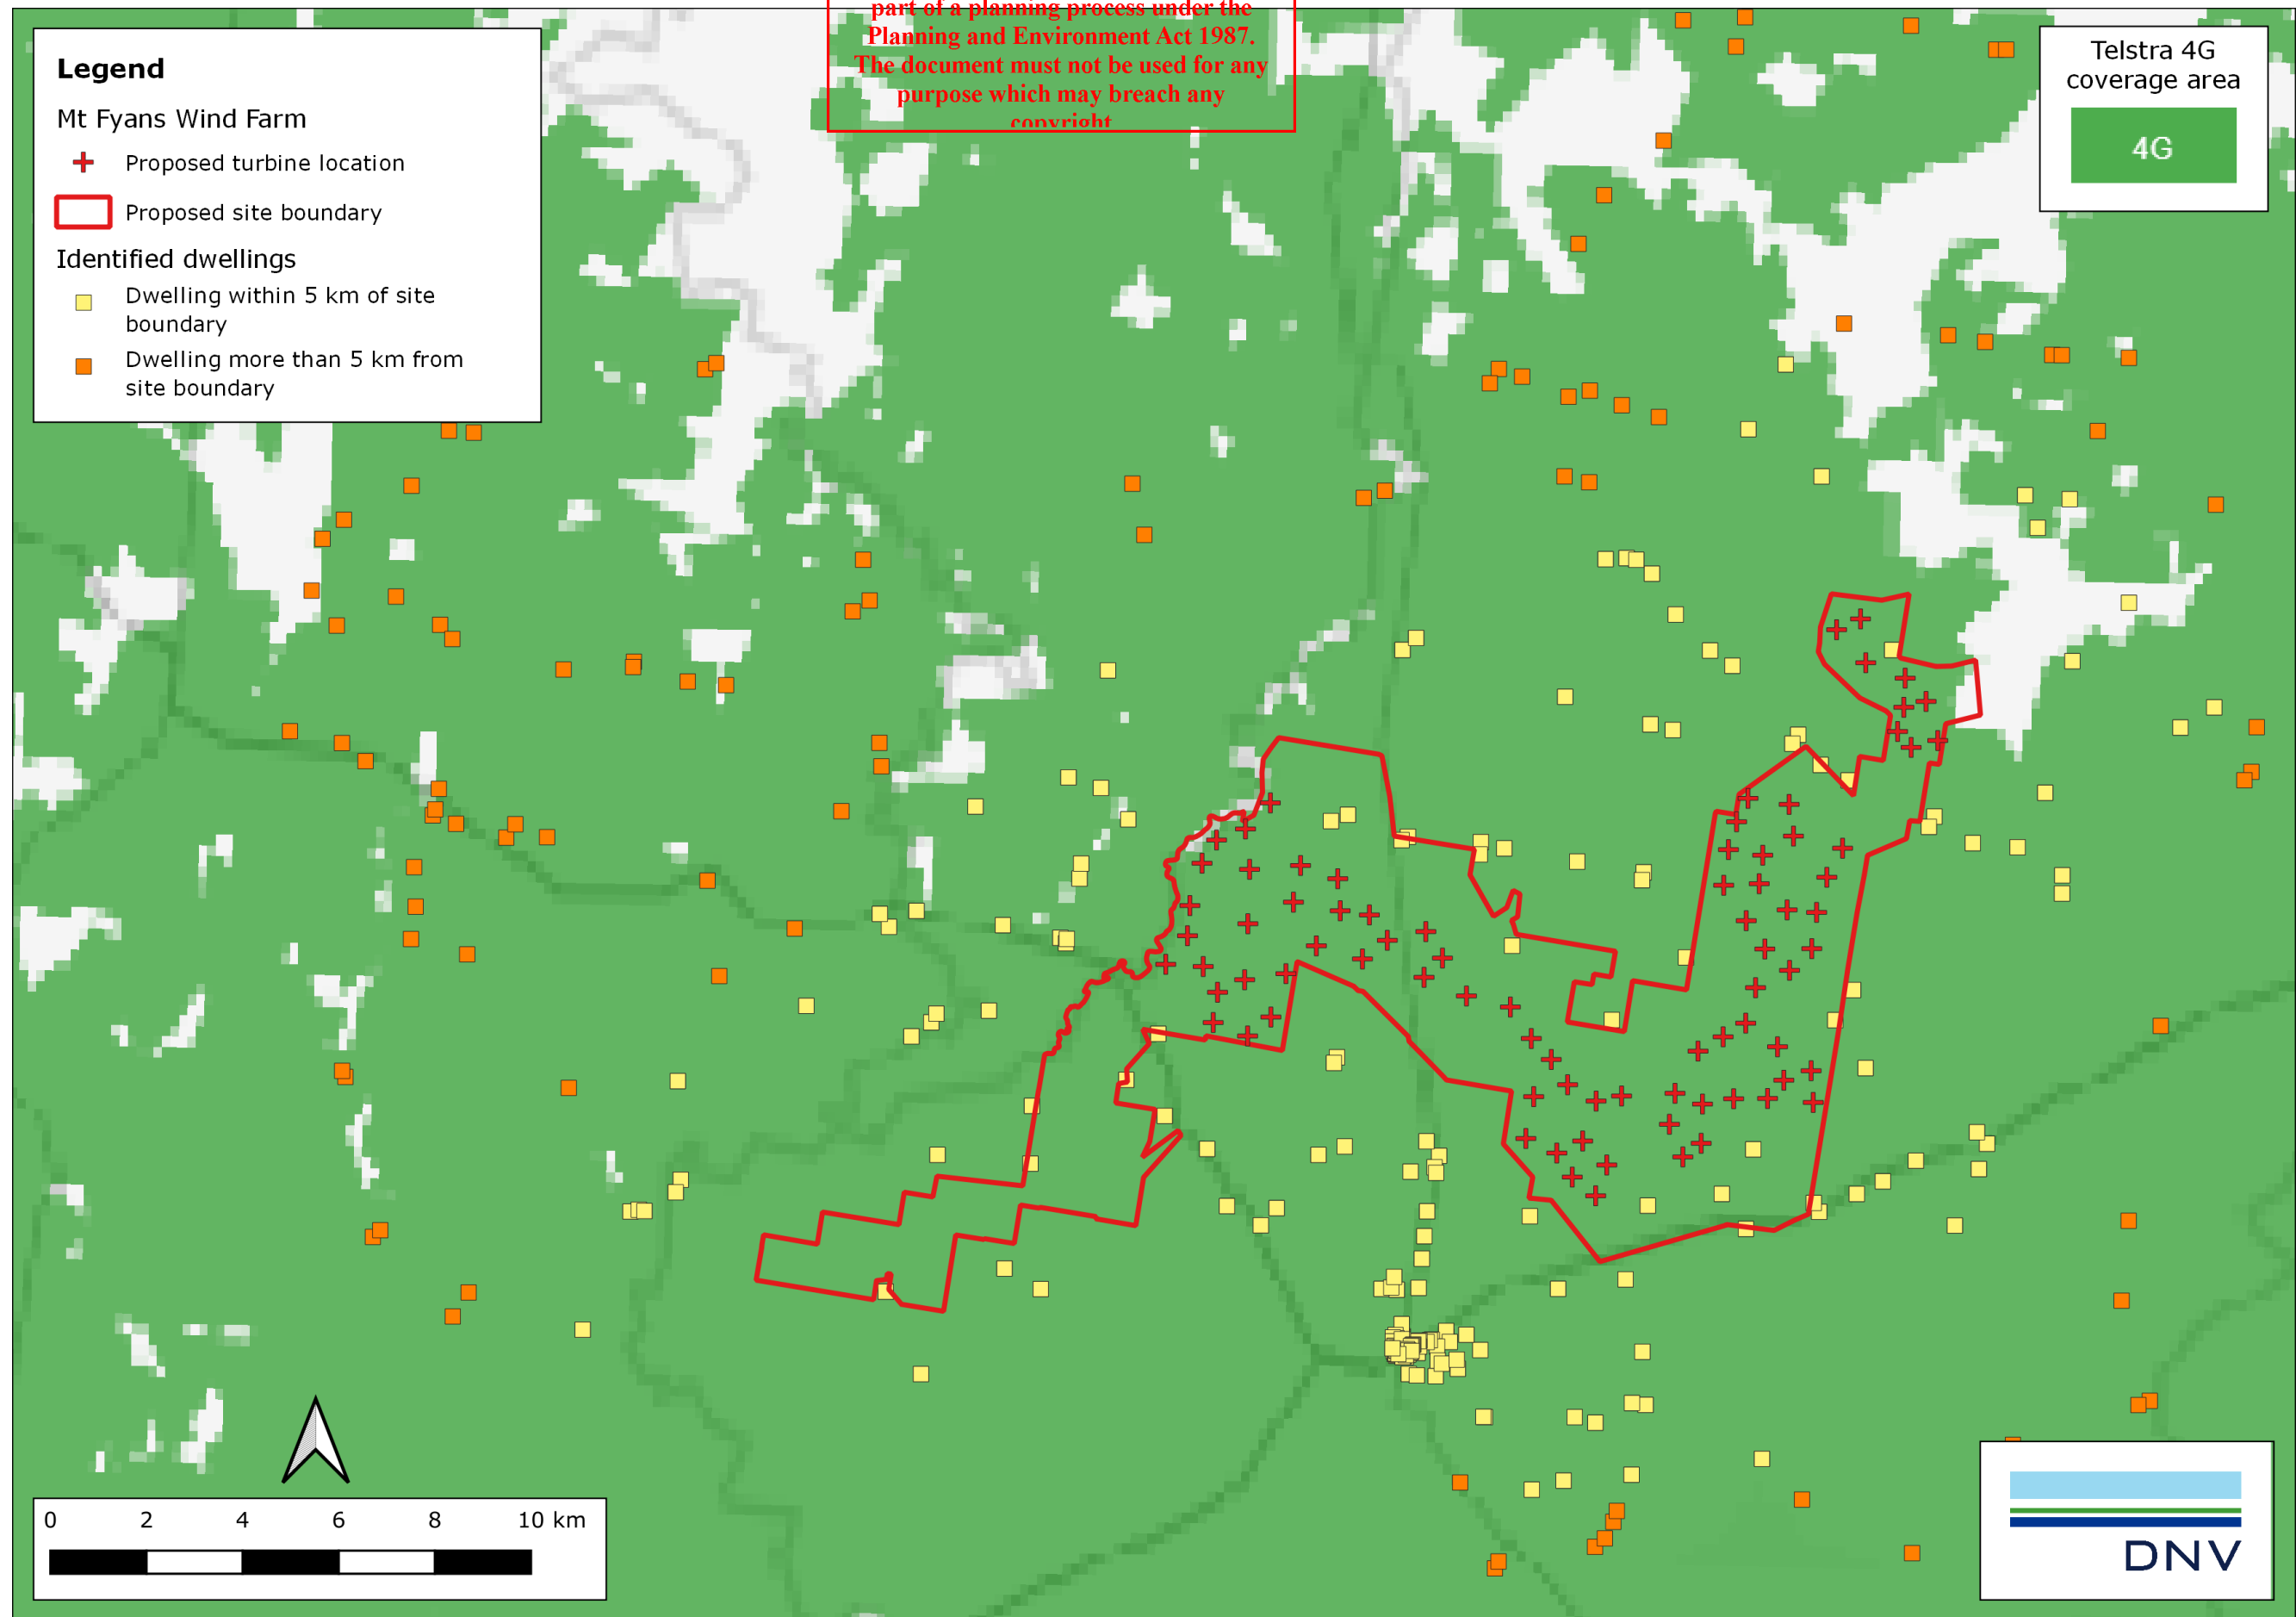 part of a planning process under the
Planning and Environment Act 1987.
The document must not be used for any
purpose which may breach any
copyright
Legend
Mt Fyans Wind Farm
Proposed turbine location
Proposed site boundary
Identified dwellings
Dwelling within 5 km of site
boundary
Dwelling more than 5 km from
site boundary
Telstra 4G
coverage area
4G
0 2 4 6 8 10 km
DNV